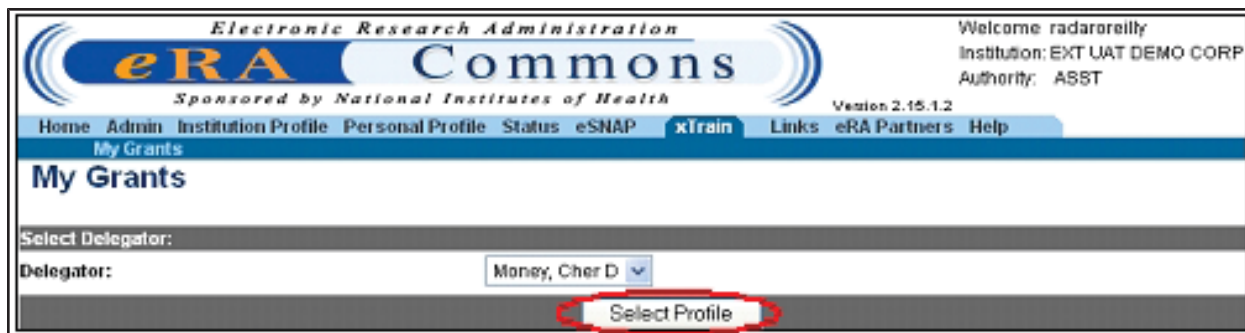 Electronic Research Administration
eRA Commons
Sponsored by National Institutes of Health
Welcome radaroreilly
Institution: EXT UAT DEMO CORP
Authority: ASST
Version 2.15.1.2
Home Admin Institution Profile Personal Profile Status eSNAP xTrain Links eRA Partners Help
My Grants
My Grants
Select Delegator:
Delegator: Money, Cher D
Select Profile